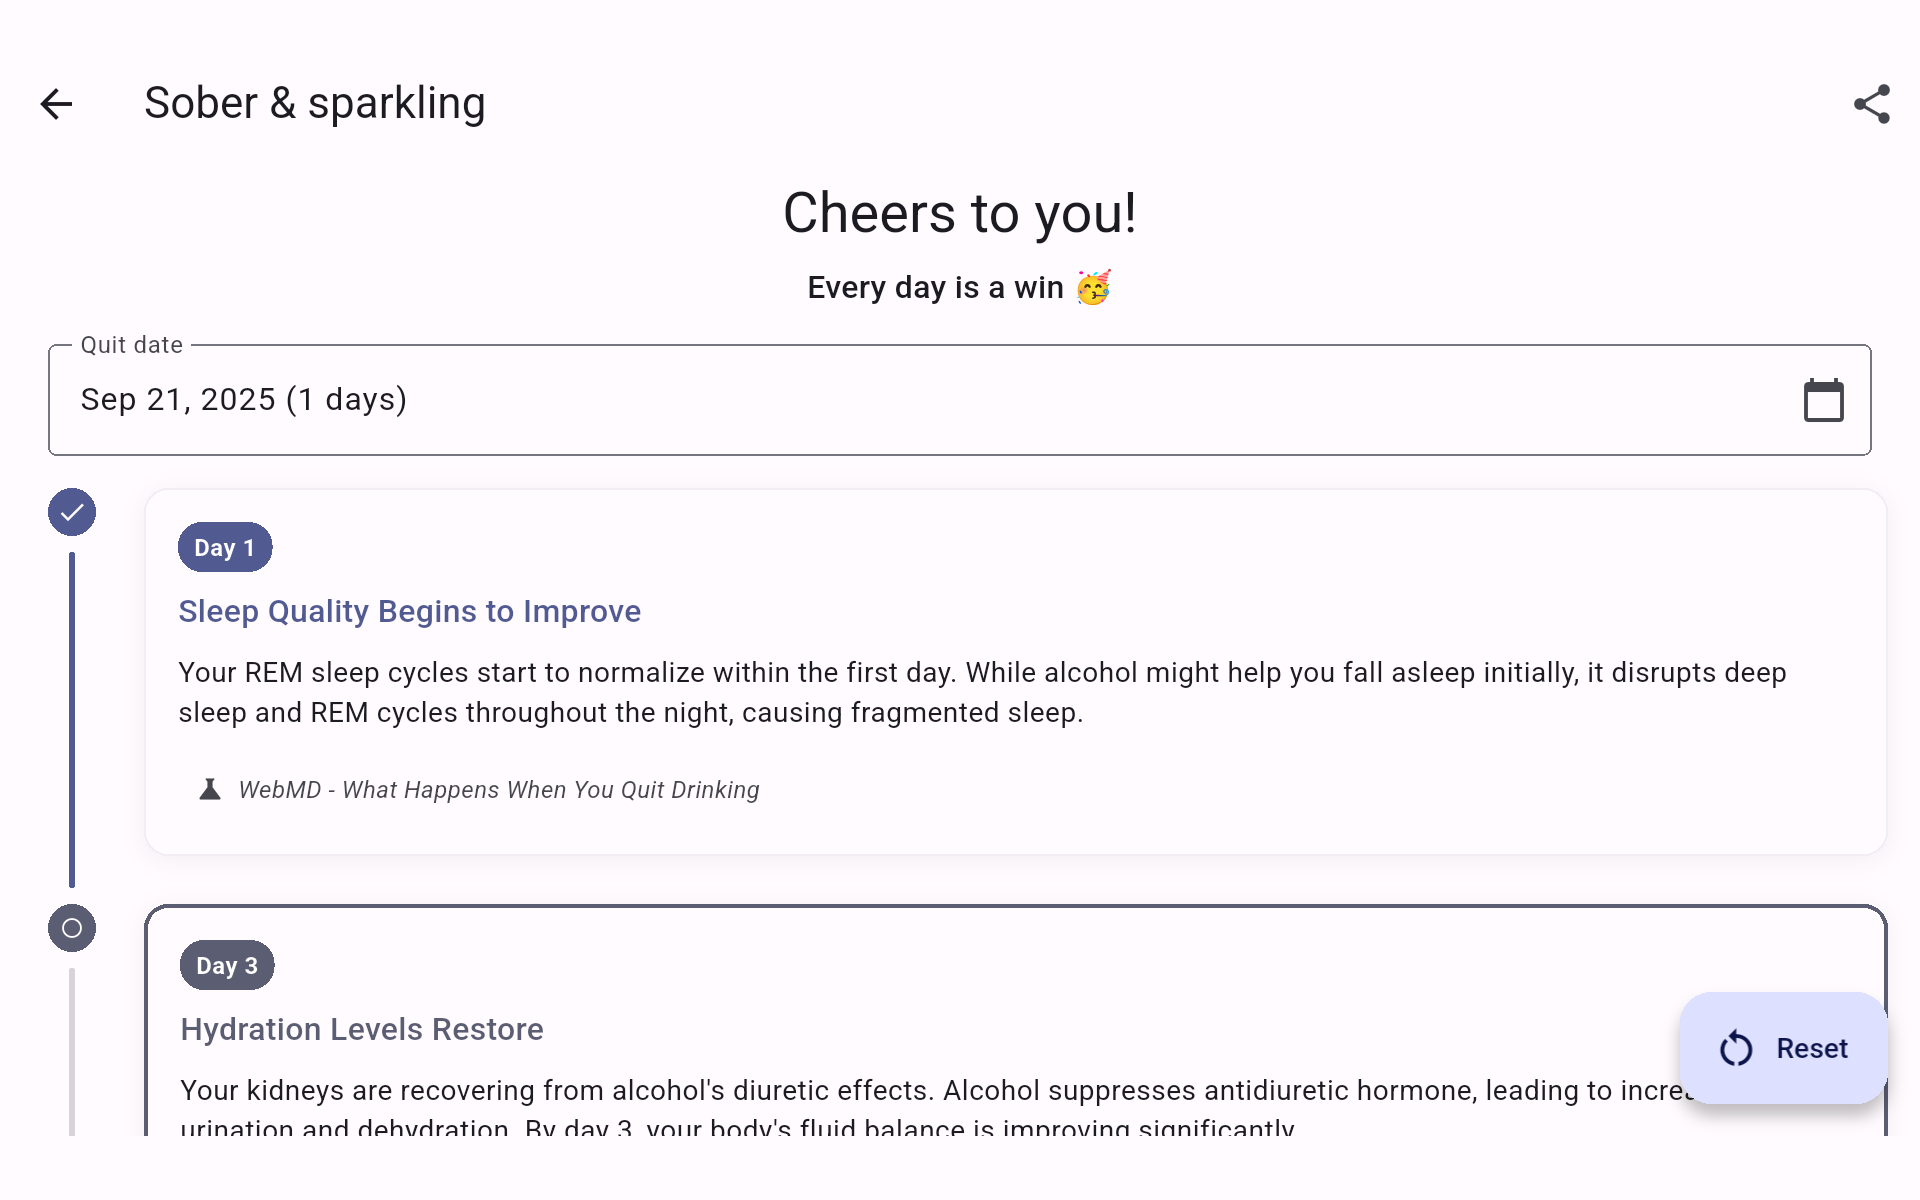 Sober & sparkling
Cheers to you!
Every day is a win 🥳
Quit date
Sep 21, 2025 (1 days)
Day 1
Sleep Quality Begins to Improve
Your REM sleep cycles start to normalize within the first day. While alcohol might help you fall asleep initially, it disrupts deep
sleep and REM cycles throughout the night, causing fragmented sleep.
WebMD - What Happens When You Quit Drinking
Day 3
Hydration Levels Restore
Your kidneys are recovering from alcohol's diuretic effects. Alcohol suppresses antidiuretic hormone, leading to
urination and dehydration. By day 3, your body's fluid balance is improving significantly.
Reset